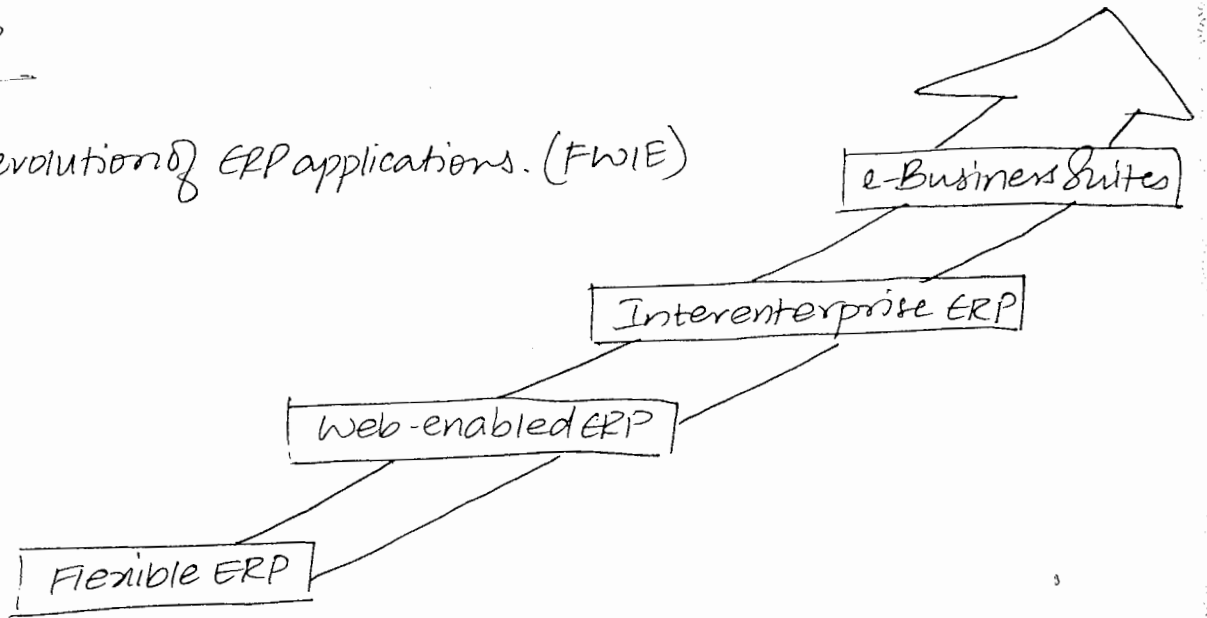 evolution of ERP applications. (FWIE)
e-Business Suites
Interenterprise ERP
Web-enabled ERP
Flexible ERP